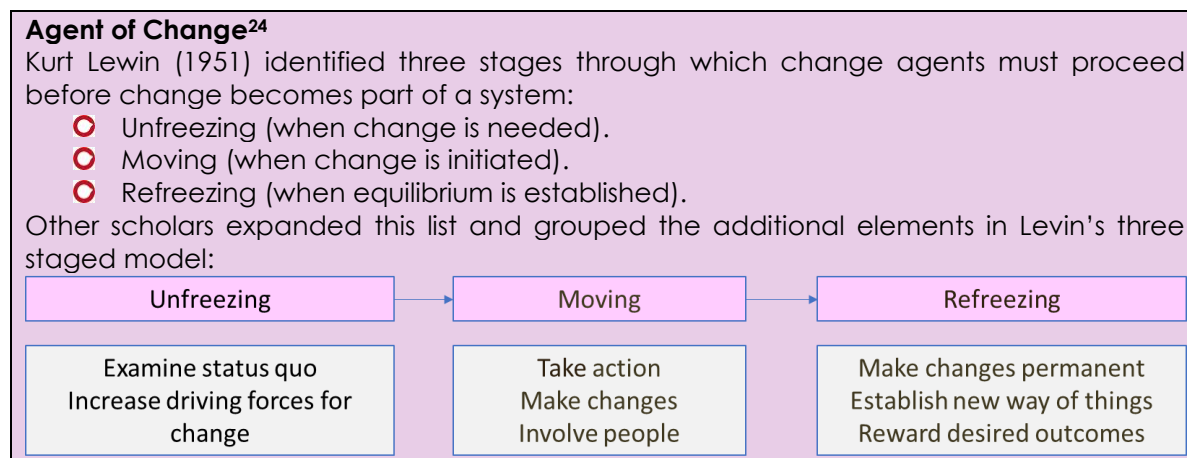 Agent of Change24
Kurt Lewin (1951) identified three stages through which change agents must proceed
before change becomes part of a system:
Unfreezing (when change is needed).
Moving (when change is initiated).
Refreezing (when equilibrium is established).
Other scholars expanded this list and grouped the additional elements in Levin’s three
staged model:
Unfreezing
Moving
Refreezing
Examine status quo
Increase driving forces for
change
Take action
Make changes
Involve people
Make changes permanent
Establish new way of things
Reward desired outcomes